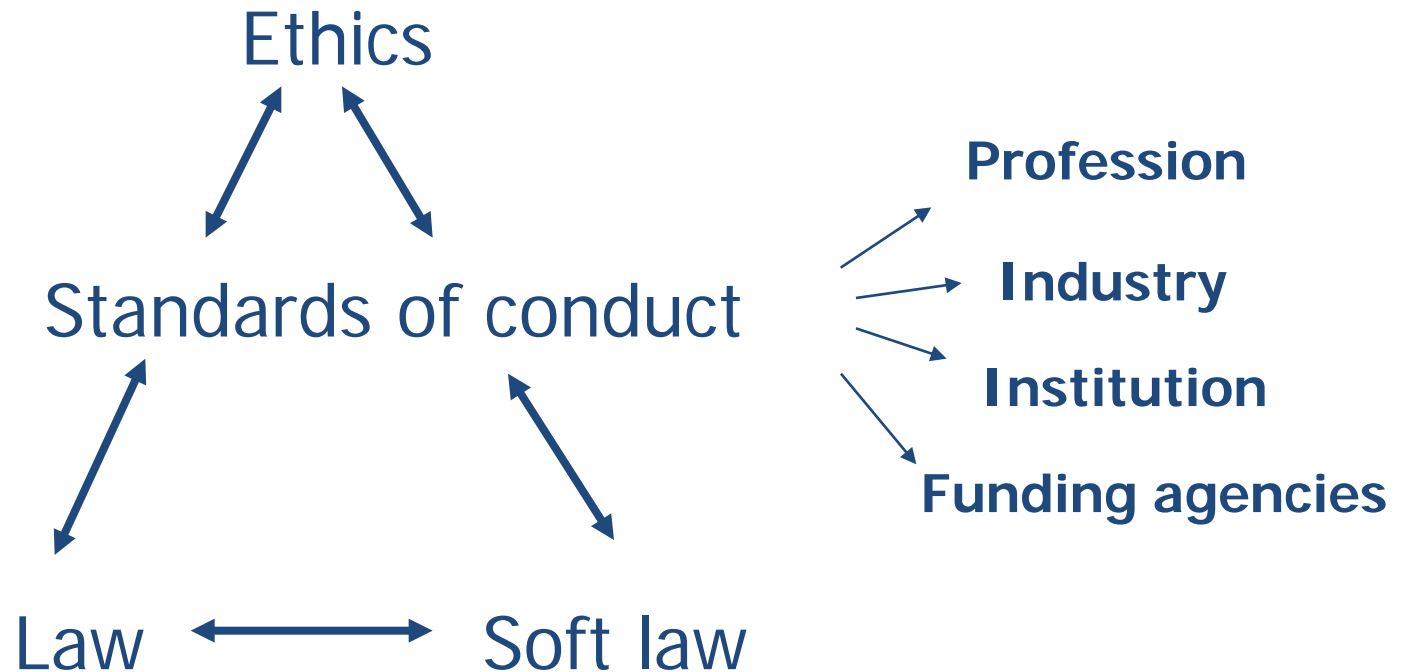 Ethics
Profession
Industry
Standards of conduct
Institution
Funding agencies
Law
Soft law